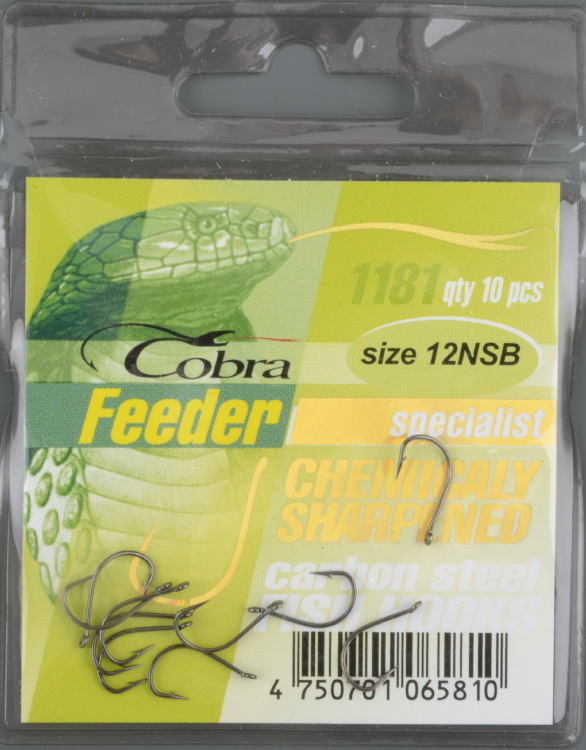 1181 qty 10 pcs
Cobra
size 12NSB
Feeder specialist
CHEMICALY
SHARPENED
carbon steel
FISH HOOKS
4 750701 065810